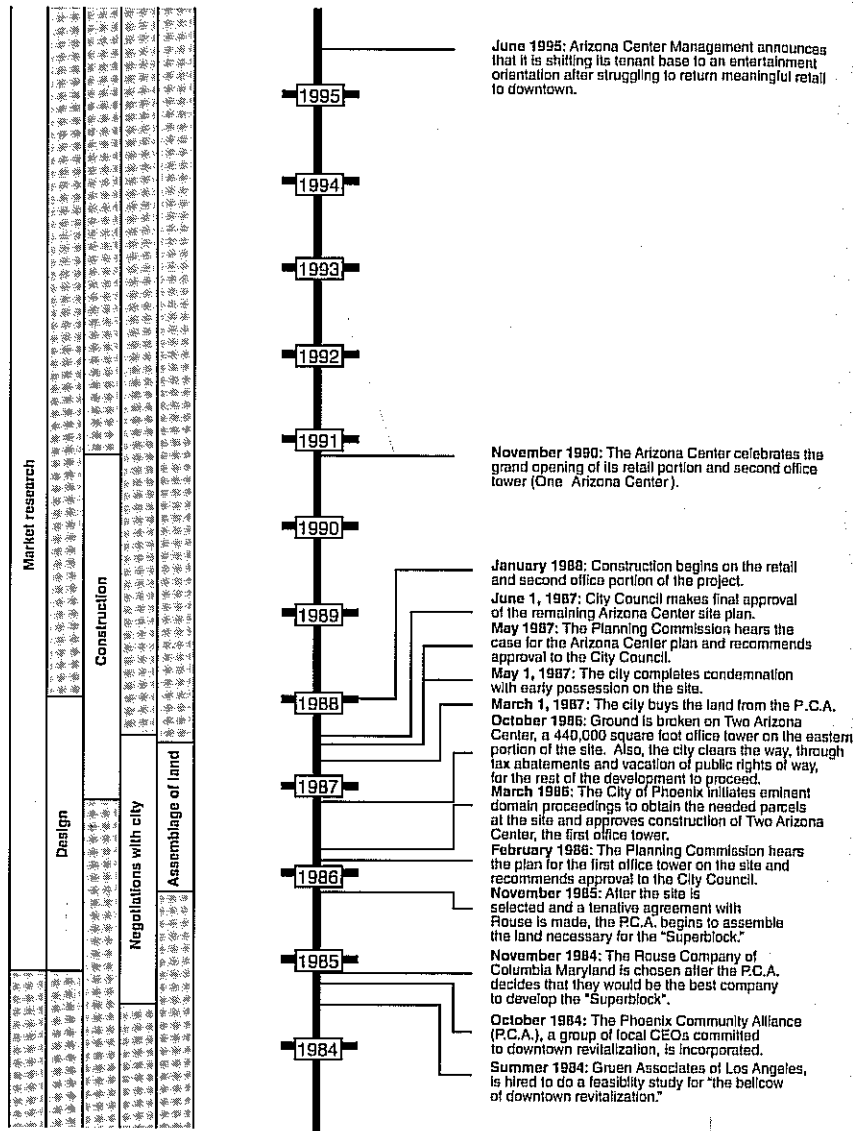 June 1995: Arizona Center Management announces
that it is shifting its tenant base to an entertainment
orientation after struggling to return meaningful retail
to downtown.
1995
1994
1993
1992
1991
November 1990: The Arizona Center celebrates the
grand opening of its retail portion and second office
tower (One Arizona Center).
1990
January 1988: Construction begins on the retail
and second office portion of the project.
June 1, 1987: City Council makes final approval
of the remaining Arizona Center site plan.
1989
May 1987: The Planning Commission hears the
case for the Arizona Center plan and recommends
approval to the City Council.
May 1, 1987: The city completes condemnation
with early possession on the site.
1988
March 1, 1987: The city buys the land from the P.C.A.
October 1986: Ground is broken on Two Arizona
Center, a 440,000 square foot office tower on the eastern
portion of the site. Also, the city clears the way, through
tax abatements and vacation of public rights of way,
for the rest of the development to proceed.
1987
March 1986: The City of Phoenix initiates eminent
domain proceedings to obtain the needed parcels
at the site and approves construction of Two Arizona
Center, the first office tower.
February 1986: The Planning Commission hears
the plan for the first office tower on the site and
recommends approval to the City Council.
1986
November 1985: After the site is
selected and a tenative agreement with
Rouse is made, the P.C.A. begins to assemble
the land necessary for the "Superblock."
1985
November 1984: The Rouse Company of
Columbia Maryland is chosen after the P.C.A.
decides that they would be the best company
to develop the "Superblock".
October 1984: The Phoenix Community Alliance
(P.C.A.), a group of local CEOs committed
to downtown revitalization, is incorporated.
1984
Summer 1984: Gruen Associates of Los Angeles,
is hired to do a feasiblity study for "the bellcow
of downtown revitalization."
Market research
Design
Construction
Negotiations with city
Assemblage of land